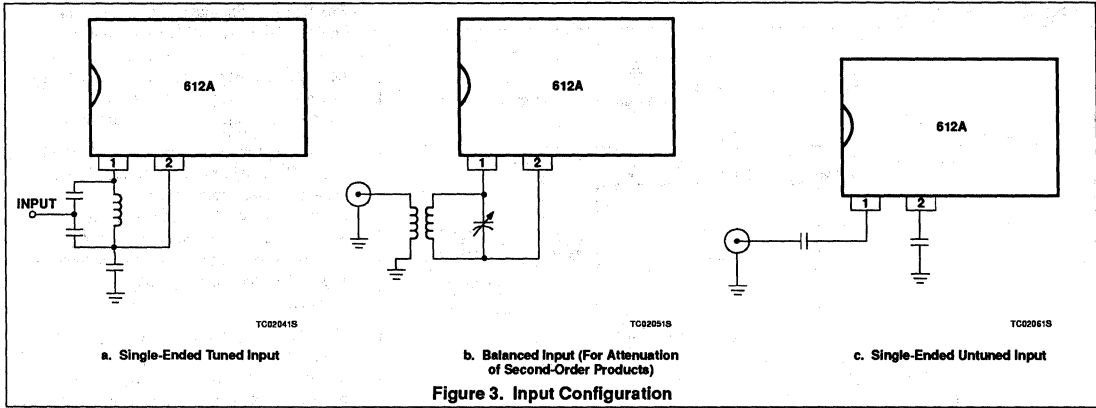 612A
1
2
INPUT
TC02041S
a. Single-Ended Tuned Input
612A
1
2
TC02051S
b. Balanced Input (For Attenuation
of Second-Order Products)
612A
1
2
TC02061S
c. Single-Ended Untuned Input
Figure 3. Input Configuration